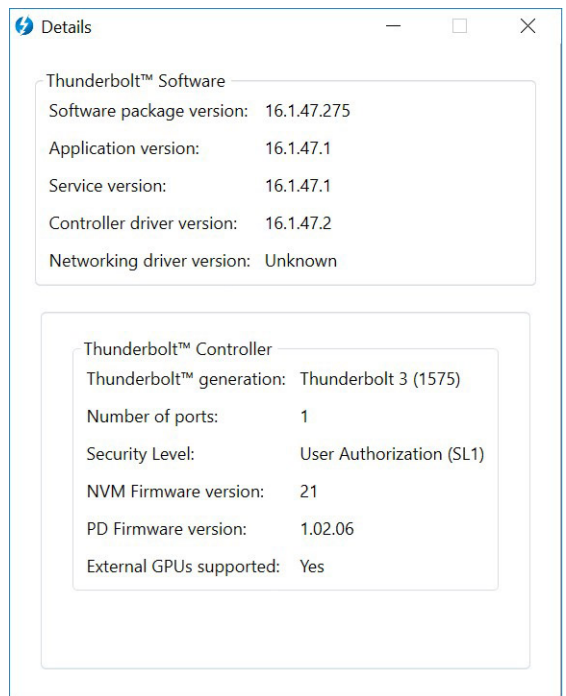 Details
Thunderbolt™ Software
Software package version: 16.1.47.275
Application version: 16.1.47.1
Service version: 16.1.47.1
Controller driver version: 16.1.47.2
Networking driver version: Unknown
Thunderbolt™ Controller
Thunderbolt™ generation: Thunderbolt 3 (1575)
Number of ports: 1
Security Level: User Authorization (SL1)
NVM Firmware version: 21
PD Firmware version: 1.02.06
External GPUs supported: Yes